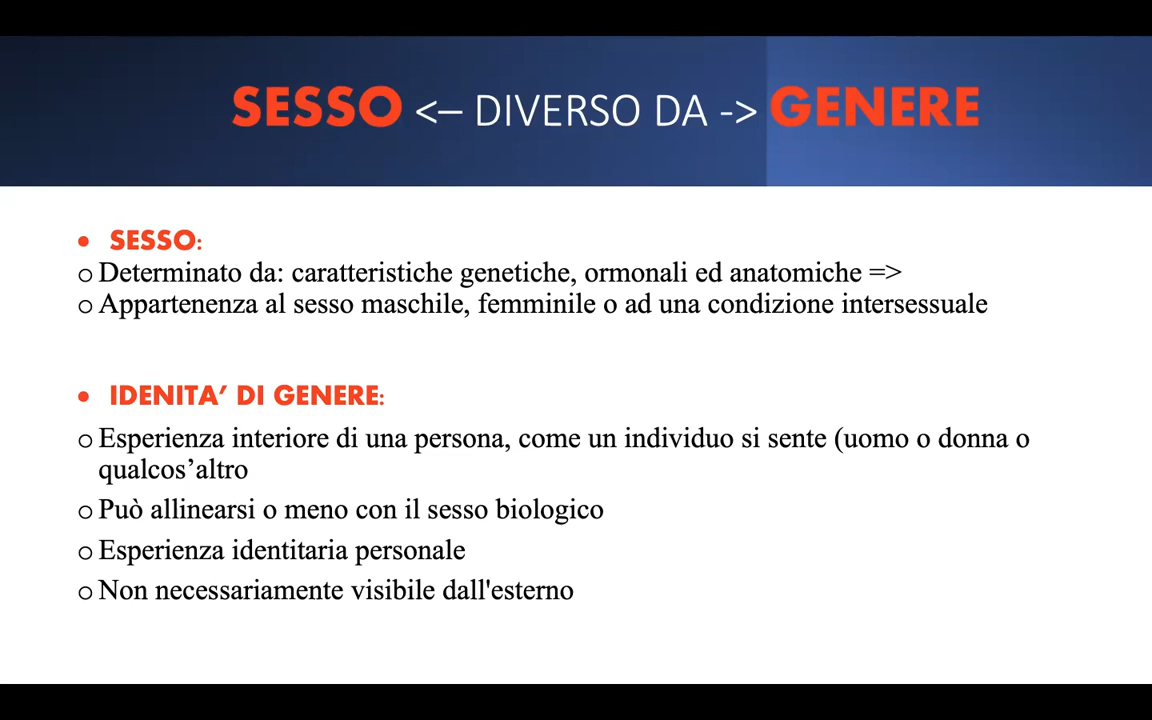 SESSO <– DIVERSO DA -> GENERE
• SESSO:
o Determinato da: caratteristiche genetiche, ormonali ed anatomiche =>
o Appartenenza al sesso maschile, femminile o ad una condizione intersessuale
• IDENITA’ DI GENERE:
o Esperienza interiore di una persona, come un individuo si sente (uomo o donna o
qualcos’altro
o Può allinearsi o meno con il sesso biologico
o Esperienza identitaria personale
o Non necessariamente visibile dall'esterno